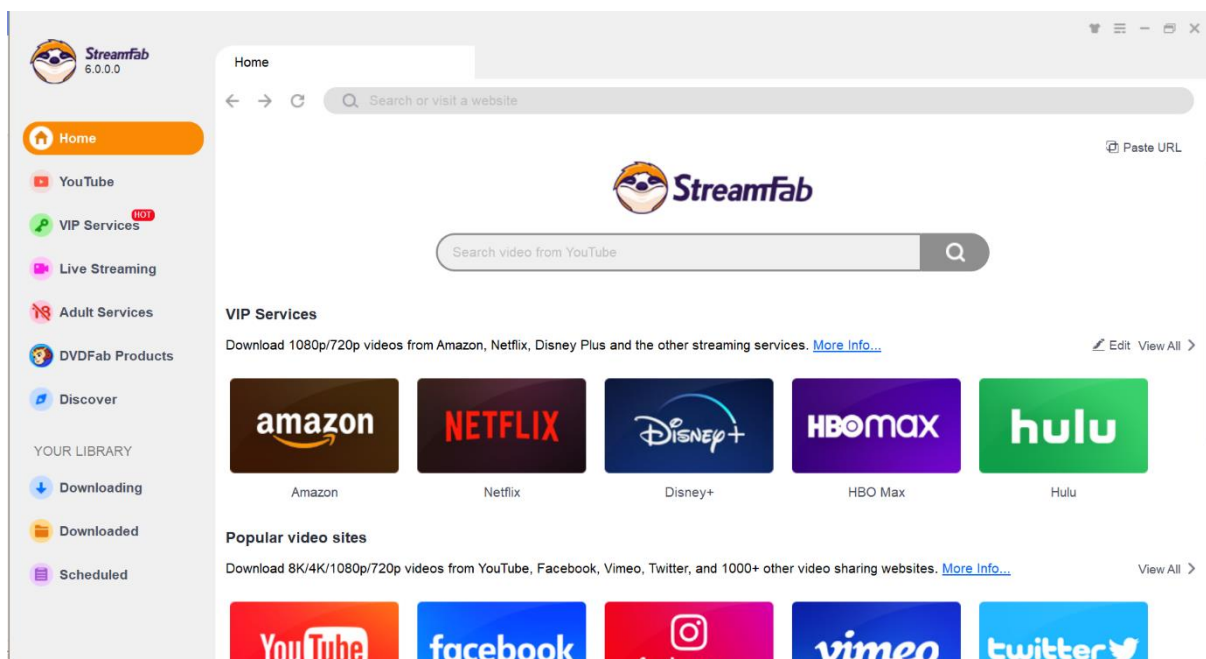 StreamFab
6.0.0.0
Home
Search or visit a website
Home
YouTube
VIP Services HOT
Live Streaming
Adult Services
DVDFab Products
Discover
YOUR LIBRARY
Downloading
Downloaded
Scheduled
Paste URL
StreamFab
Search video from YouTube
VIP Services
Download 1080p/720p videos from Amazon, Netflix, Disney Plus and the other streaming services. More Info...
Edit View All
amazon NETFLIX Disney+ HBOmax hulu
Amazon Netflix Disney+ HBO Max Hulu
Popular video sites
Download 8K/4K/1080p/720p videos from YouTube, Facebook, Vimeo, Twitter, and 1000+ other video sharing websites. More Info...
View All
YouTube facebook vimeo twitter